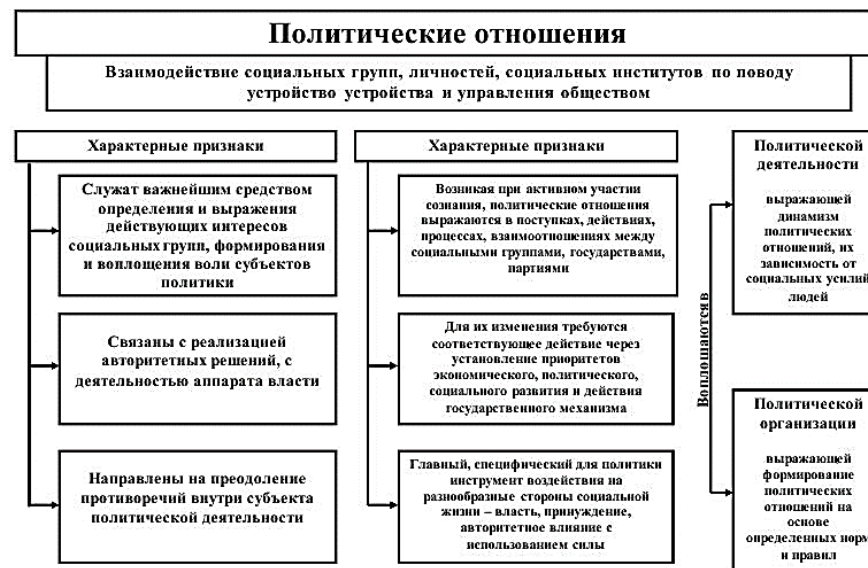 Политические отношения
Взаимодействие социальных групп, личностей, социальных институтов по поводу
устройство устройства и управления обществом
Характерные признаки
Служат важнейшим средством
определения и выражения
действующих интересов
социальных групп, формирования
и воплощения воли субъектов
политики
Связаны с реализацией
авторитетных решений, с
деятельностью аппарата власти
Направлены на преодоление
противоречий внутри субъекта
политической деятельности
Характерные признаки
Возникая при активном участии
сознания, политические отношения
выражаются в поступках, действиях,
процессах, взаимоотношениях между
социальными группами, государствами,
партиями
Для их изменения требуются
соответствующее действие через
установление приоритетов
экономического, политического,
социального развития и действия
государственного механизма
Главный, специфический для политики
инструмент воздействия на
разнообразные стороны социальной
жизни – власть, принуждение,
авторитетное влияние с
использованием силы
Воплощаются в
Политической
деятельности
выражающей
динамизм
политических
отношений, их
зависимость от
социальных усилий
людей
Политической
организации
выражающей
формирование
политических
отношений на
основе
определенных норм
и правил